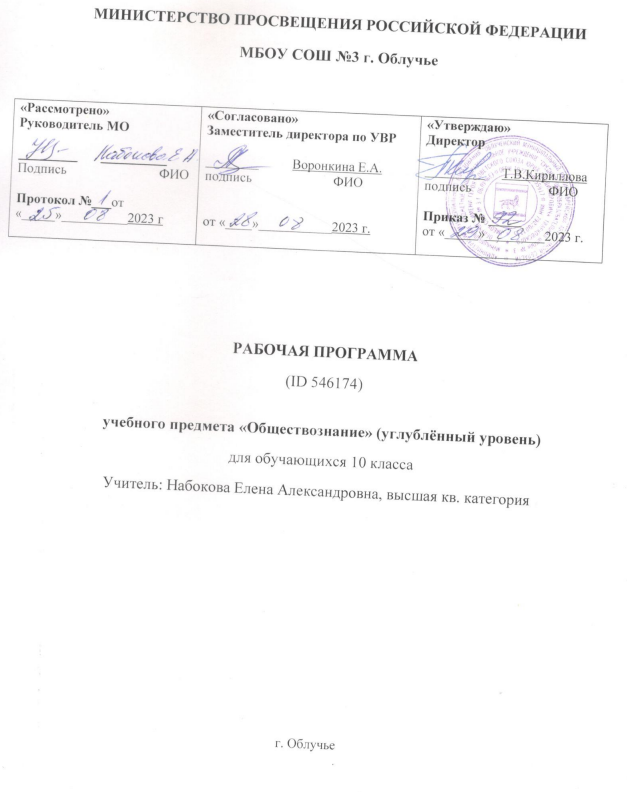 МИНИСТЕРСТВО ПРОСВЕЩЕНИЯ РОССИЙСКОЙ ФЕДЕРАЦИИ
МБОУ СОШ №3 г. Облучье
«Рассмотрено»
Руководитель МО
Набокова Е А
Подпись ФИО
Протокол № 1 от
« 25 » 08 2023 г
«Согласовано»
Заместитель директора по УВР
Воронкина Е.А.
подпись ФИО
от « 28 » 08 2023 г.
«Утверждаю»
Директор
Т.В.Кириллова
подпись ФИО
Приказ №
от « 29 » 08 2023 г.
РАБОЧАЯ ПРОГРАММА
(ID 546174)
учебного предмета «Обществознание» (углублённый уровень)
для обучающихся 10 класса
Учитель: Набокова Елена Александровна, высшая кв. категория
г. Облучье